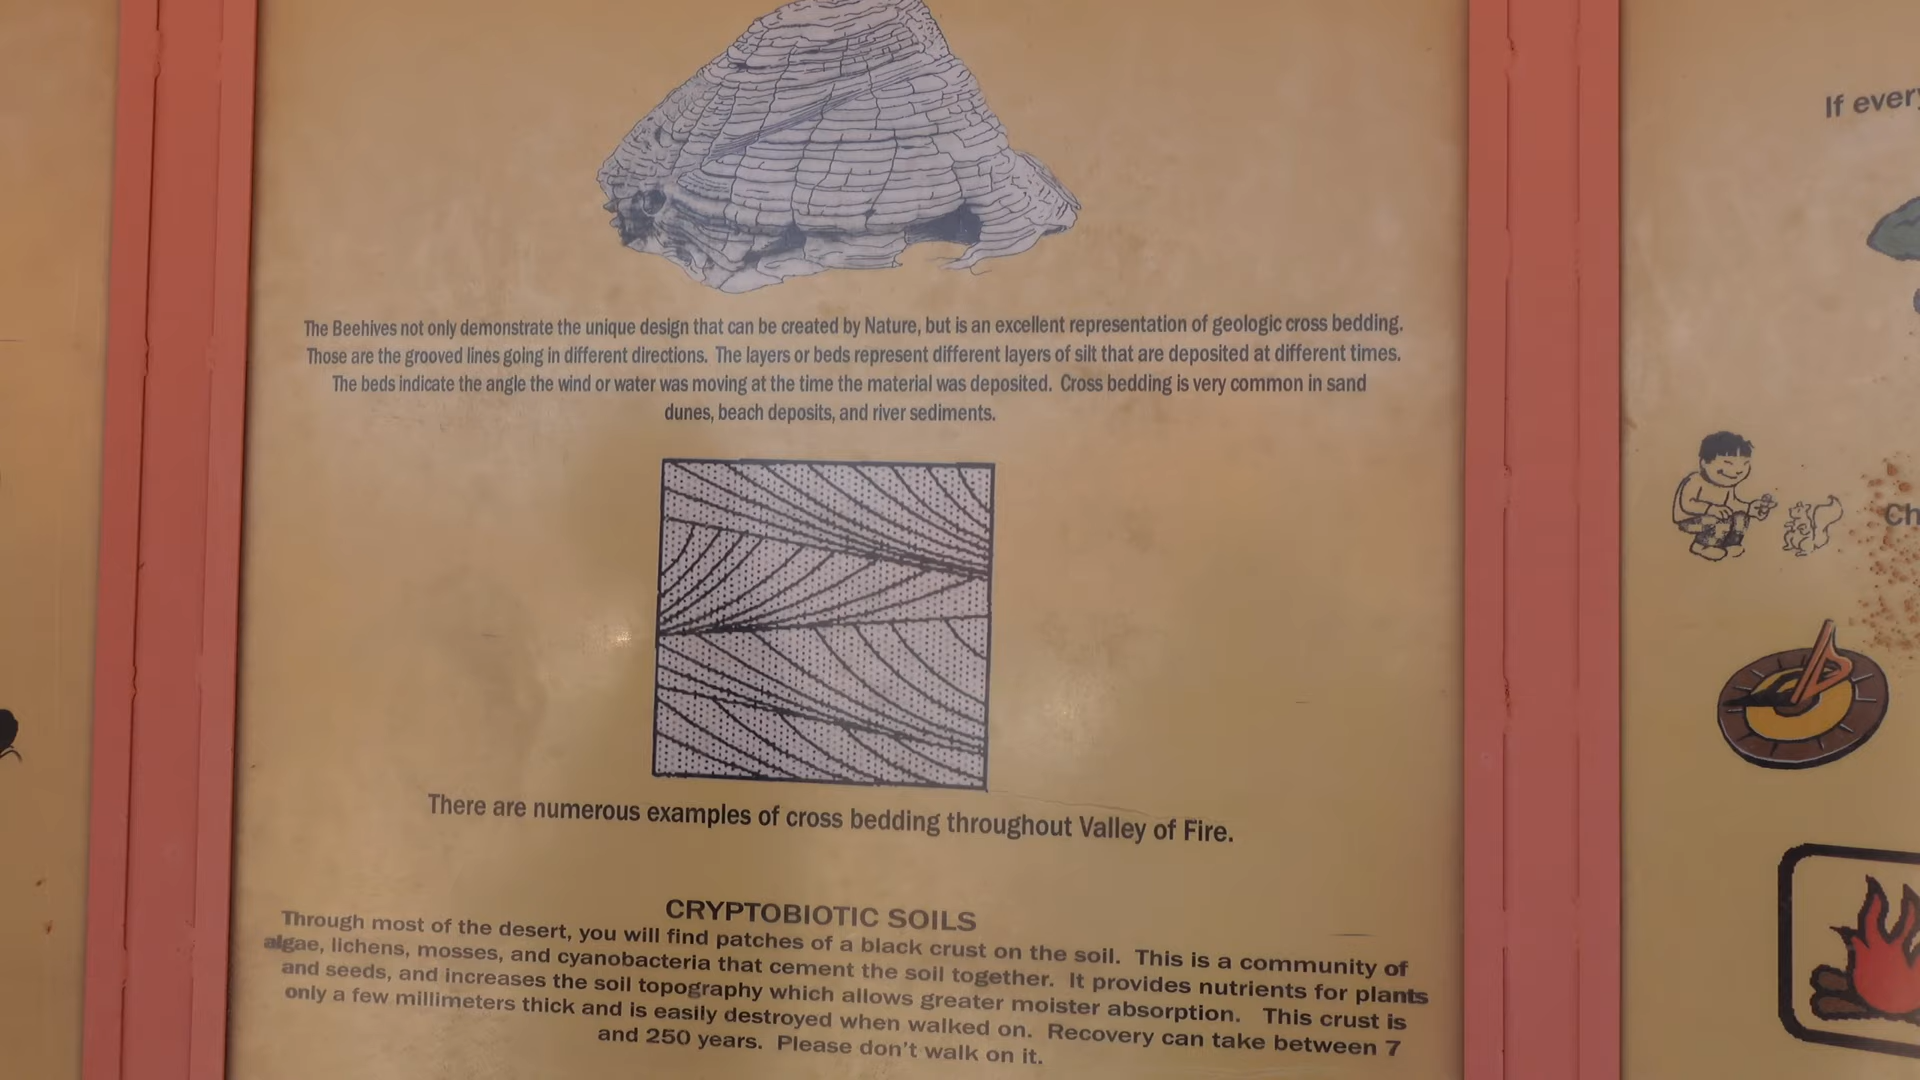 The Beehives not only demonstrate the unique design that can be created by Nature, but is an excellent representation of geologic cross bedding.
Those are the grooved lines going in different directions. The layers or beds represent different layers of silt that are deposited at different times.
The beds indicate the angle the wind or water was moving at the time the material was deposited. Cross bedding is very common in sand
dunes, beach deposits, and river sediments.
There are numerous examples of cross bedding throughout Valley of Fire.
CRYPTOBIOTIC SOILS
Through most of the desert, you will find patches of a black crust on the soil. This is a community of
algae, lichens, mosses, and cyanobacteria that cement the soil together. It provides nutrients for plants
and seeds, and increases the soil topography which allows greater moister absorption. This crust is
only a few millimeters thick and is easily destroyed when walked on. Recovery can take between 7
and 250 years. Please don't walk on it.
If every
Ch